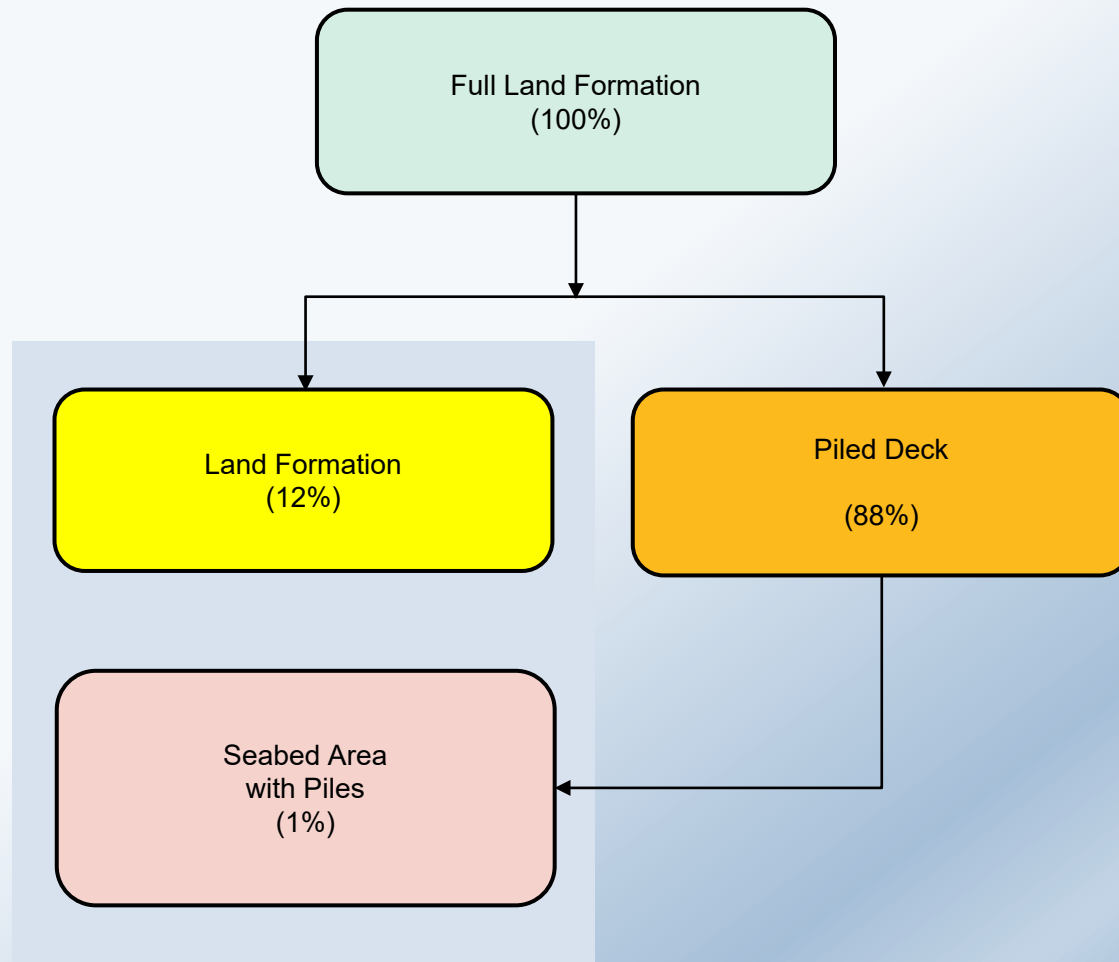 Full Land Formation
(100%)
Land Formation
(12%)
Piled Deck
(88%)
Seabed Area
with Piles
(1%)